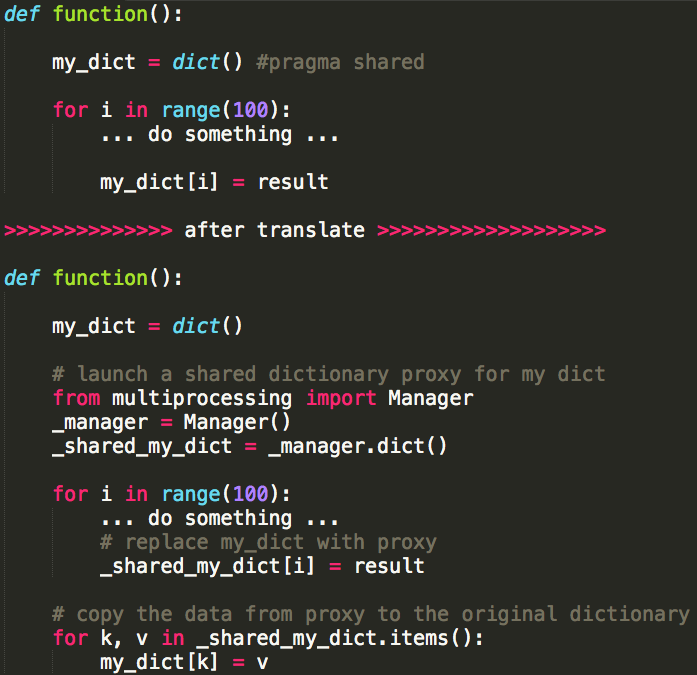 def function():
my_dict = dict() #pragma shared
for i in range(100):
... do something ...
my_dict[i] = result
>>>>>>>>>>>>>> after translate >>>>>>>>>>>>>>>>>>>
def function():
my_dict = dict()
# launch a shared dictionary proxy for my dict
from multiprocessing import Manager
_manager = Manager()
_shared_my_dict = _manager.dict()
for i in range(100):
... do something ...
# replace my_dict with proxy
_shared_my_dict[i] = result
# copy the data from proxy to the original dictionary
for k, v in _shared_my_dict.items():
my_dict[k] = v